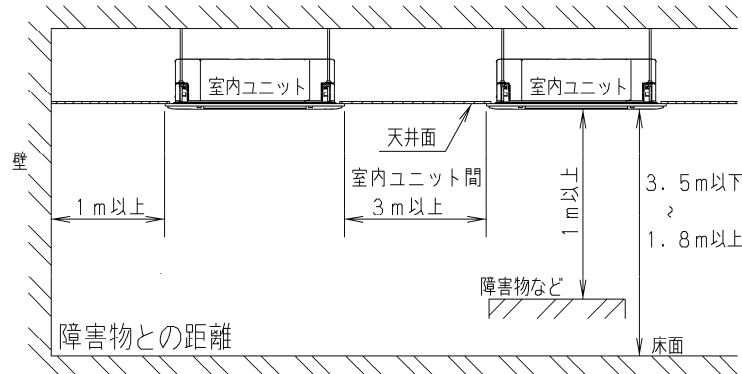 室内ユニット
室内ユニット
天井面
壁
室内ユニット間
3m以上
1m以上
1m以上
3.5m以下
~
1.8m以上
障害物など
障害物との距離
床面